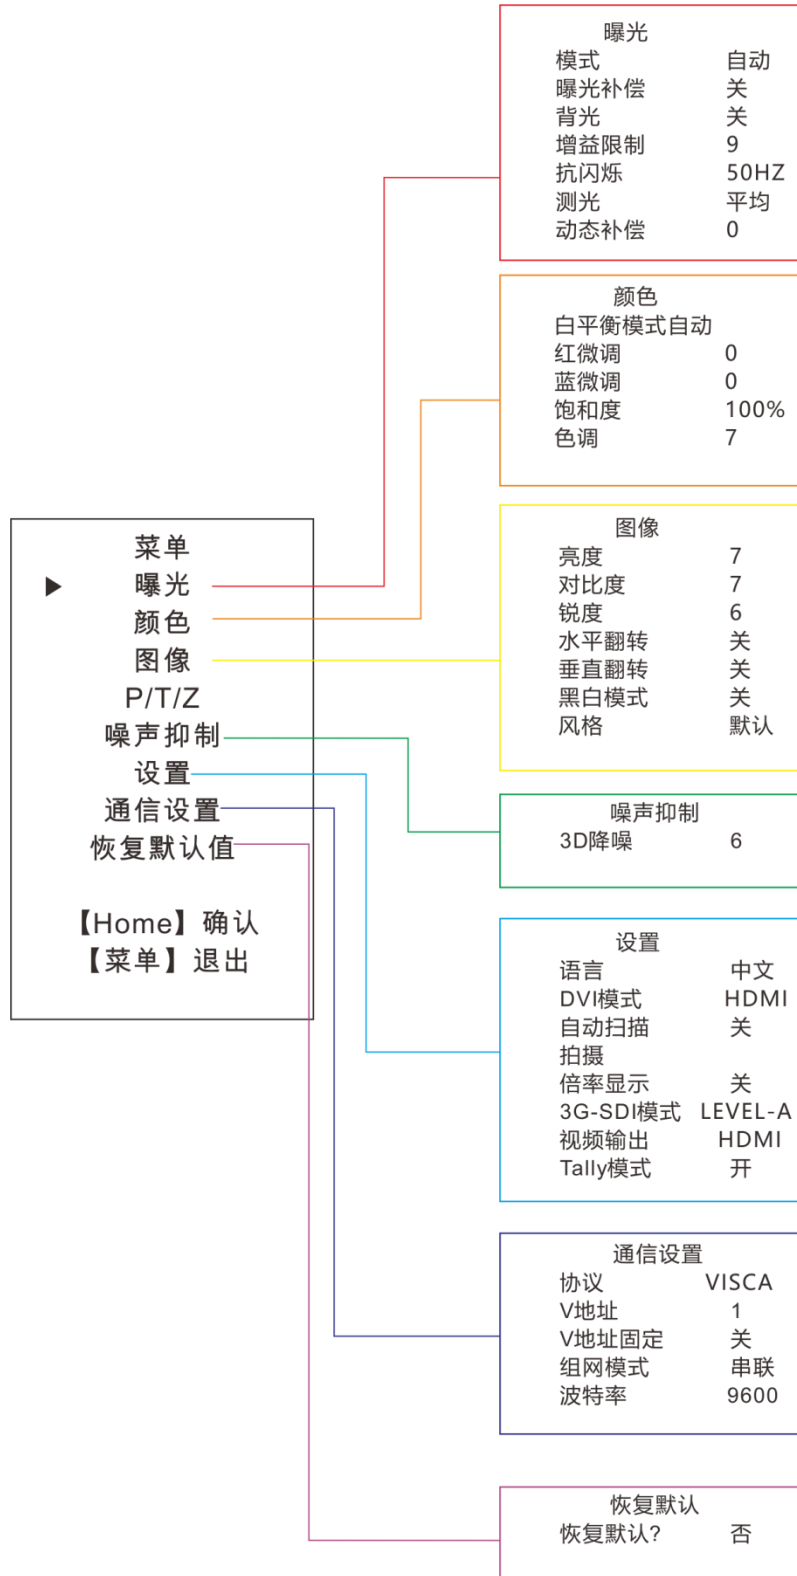 曝光
模式 自动
曝光补偿 关
背光 关
增益限制 9
抗闪烁 50HZ
测光 平均
动态补偿 0
颜色
白平衡模式自动
红微调 0
蓝微调 0
饱和度 100%
色调 7
图像
亮度 7
对比度 7
锐度 6
水平翻转 关
垂直翻转 关
黑白模式 关
风格 默认
菜单
曝光
颜色
图像
P/T/Z
噪声抑制
设置
通信设置
恢复默认值
【Home】确认
【菜单】退出
噪声抑制
3D降噪 6
设置
语言 中文
DVI模式 HDMI
自动扫描 关
拍摄
倍率显示 关
3G-SDI模式 LEVEL-A
视频输出 HDMI
Tally模式 开
通信设置
协议 VISCA
V地址 1
V地址固定 关
组网模式 串联
波特率 9600
恢复默认
恢复默认? 否